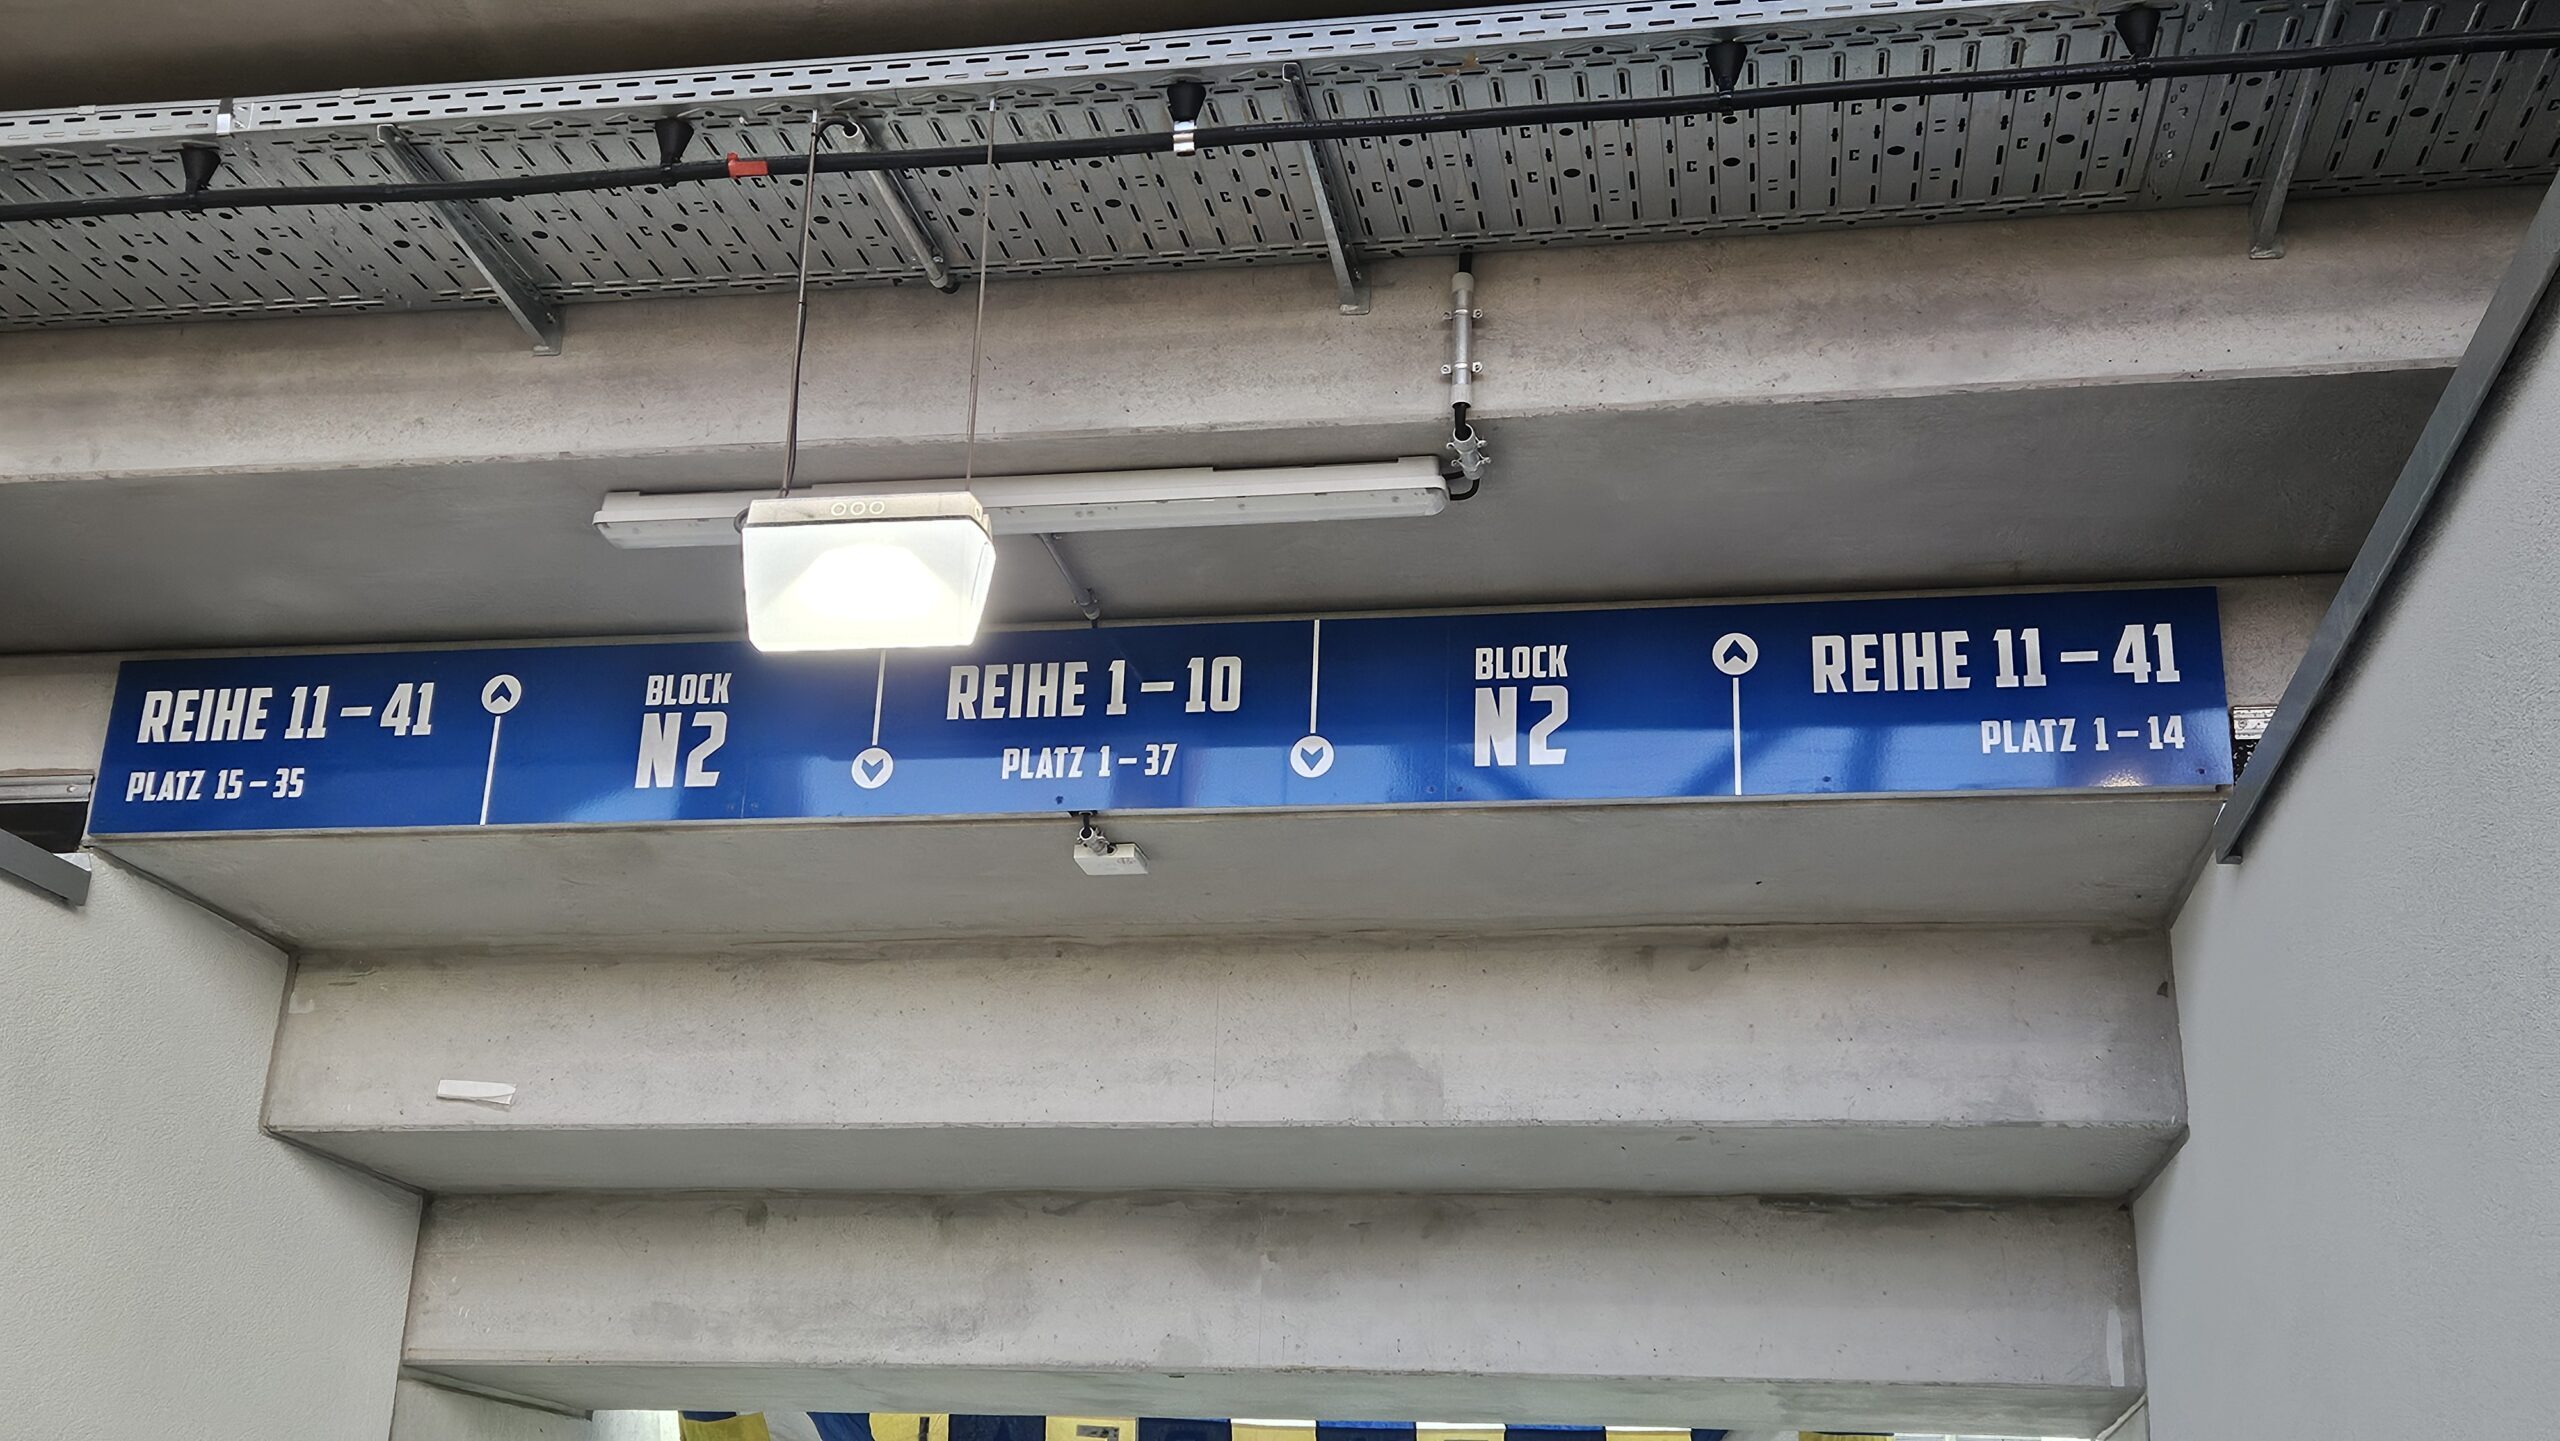 REIHE 11 – 41
PLATZ 15 – 35
BLOCK
N2
REIHE 1 – 10
PLATZ 1 – 37
BLOCK
N2
REIHE 11 – 41
PLATZ 1 – 14